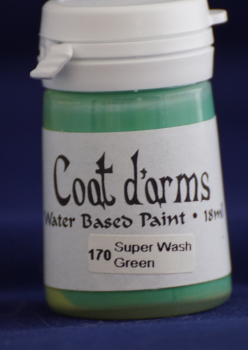 Coat d'arms
Water Based Paint • 18ml
170 Super Wash
Green